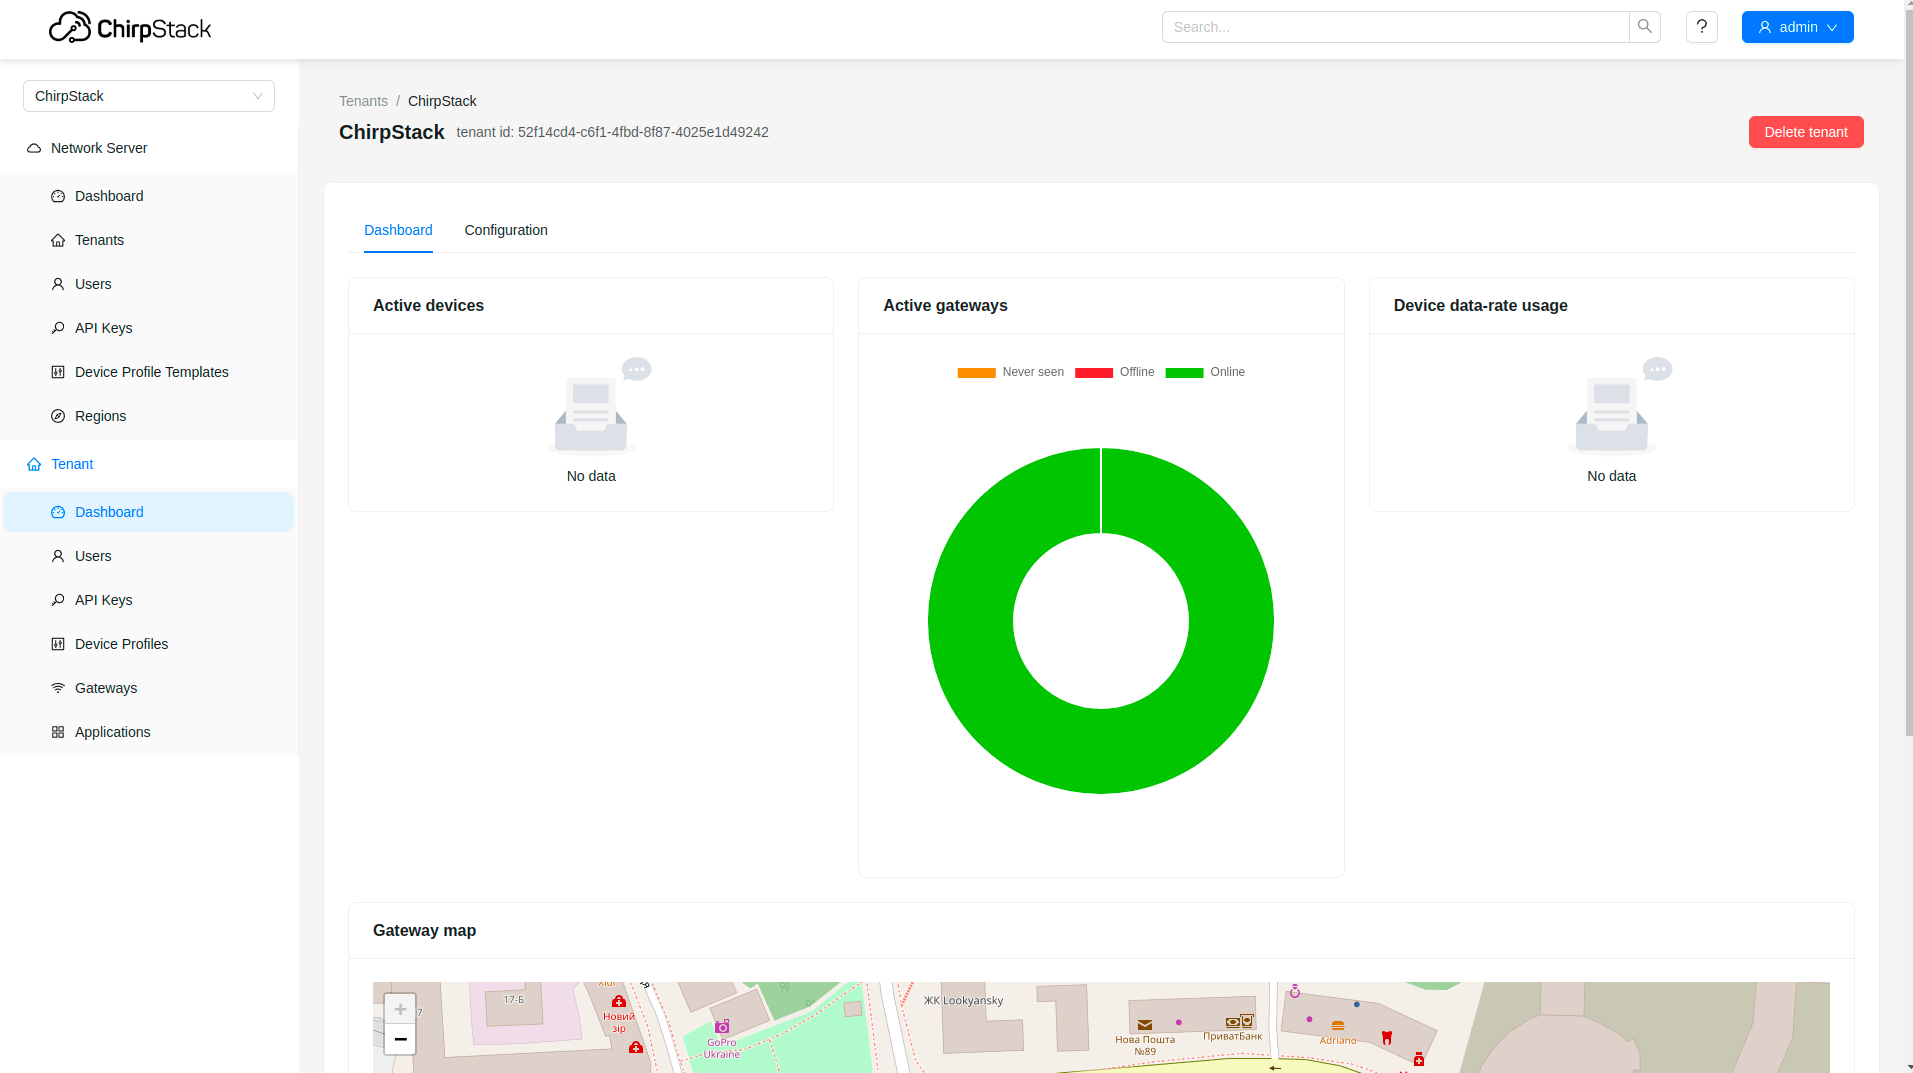 ChirpStack
Search...
?
admin
ChirpStack
Network Server
Dashboard
Tenants
Users
API Keys
Device Profile Templates
Regions
Tenant
Dashboard
Users
API Keys
Device Profiles
Gateways
Applications
Tenants / ChirpStack
ChirpStack tenant id: 52f14cd4-c6f1-4fbd-8f87-4025e1d49242
Delete tenant
Dashboard
Configuration
Active devices
No data
Active gateways
Never seen
Offline
Online
Device data-rate usage
No data
Gateway map
+
−
7
17-Б
Новий
зір
GoPro
Ukraine
ЖК Lookyansky
Нова Пошта
№89
ПриватБанк
Adriano